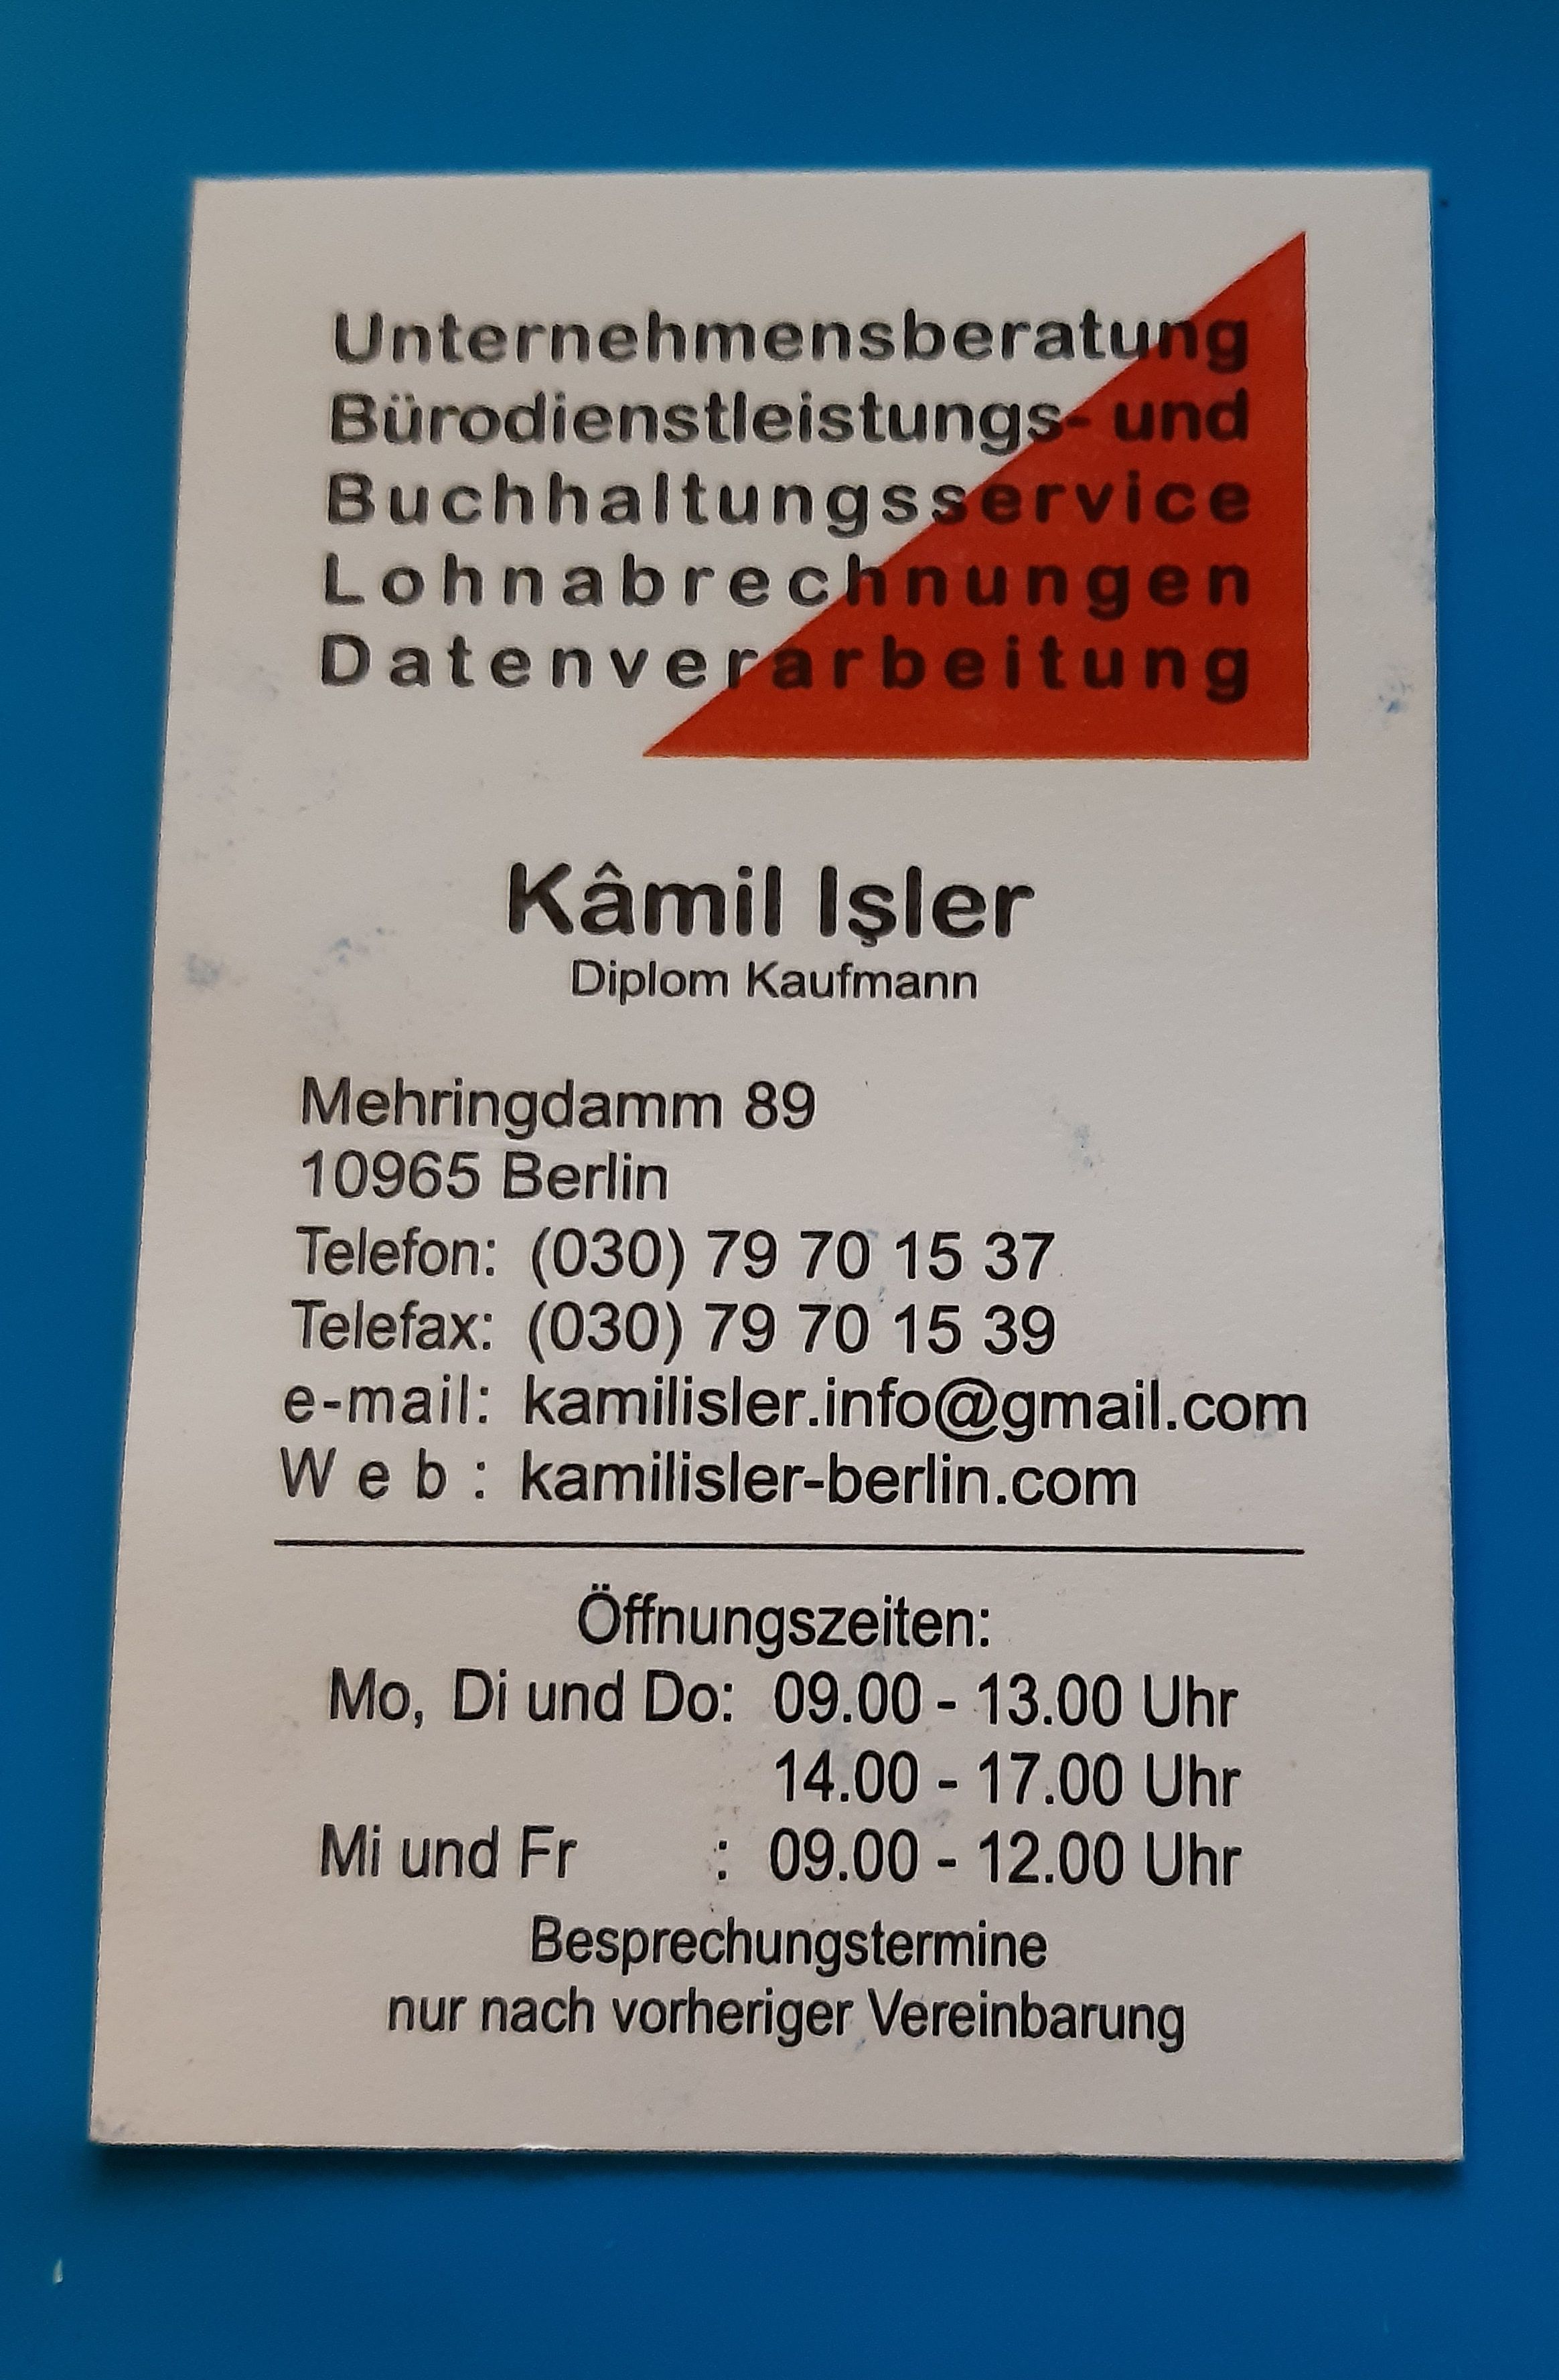 Unternehmensberatung
Bürodienstleistungs- und
Buchhaltungsservice
Lohnabrechnungen
Datenverarbeitung
Kâmil Işler
Diplom Kaufmann
Mehringdamm 89
10965 Berlin
Telefon: (030) 79 70 15 37
Telefax: (030) 79 70 15 39
e-mail: kamilisler.info@gmail.com
Web: kamilisler-berlin.com
Öffnungszeiten:
Mo, Di und Do: 09.00 - 13.00 Uhr
14.00 - 17.00 Uhr
Mi und Fr : 09.00 - 12.00 Uhr
Besprechungstermine
nur nach vorheriger Vereinbarung